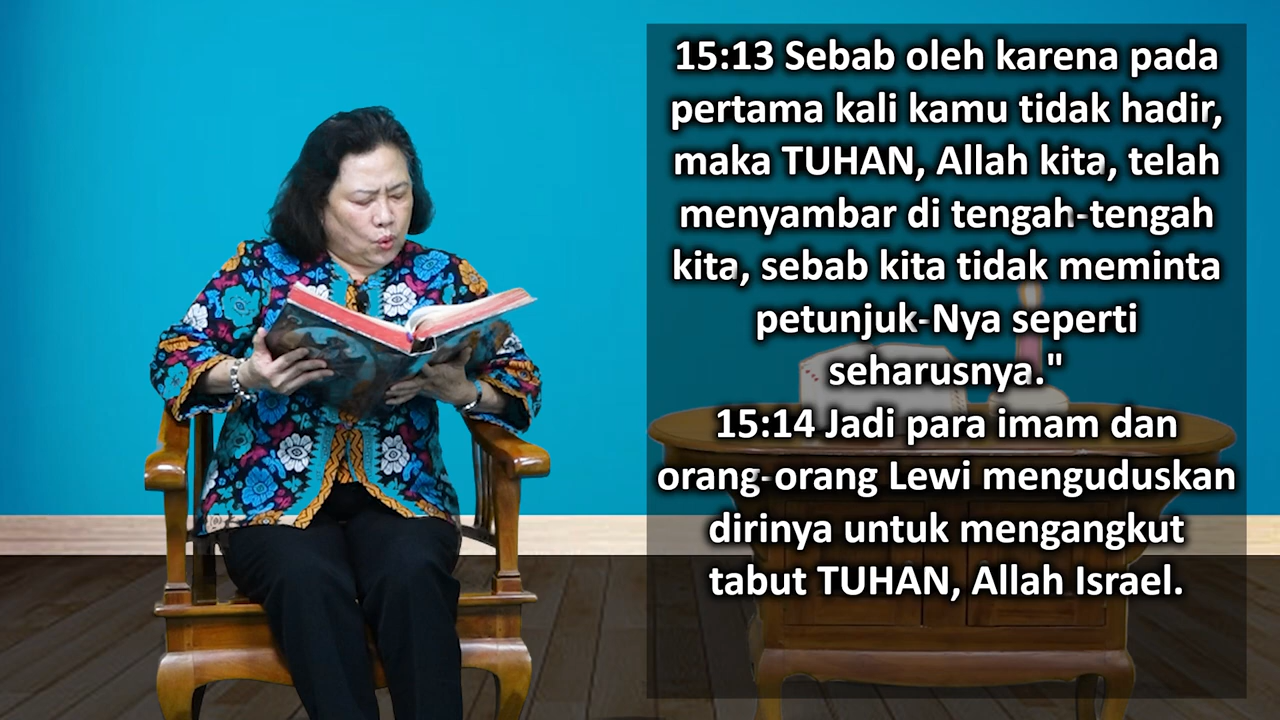 15:13 Sebab oleh karena pada
pertama kali kamu tidak hadir,
maka TUHAN, Allah kita, telah
menyambar di tengah-tengah
kita, sebab kita tidak meminta
petunjuk-Nya seperti
seharusnya."
15:14 Jadi para imam dan
orang-orang Lewi menguduskan
dirinya untuk mengangkut
tabut TUHAN, Allah Israel.